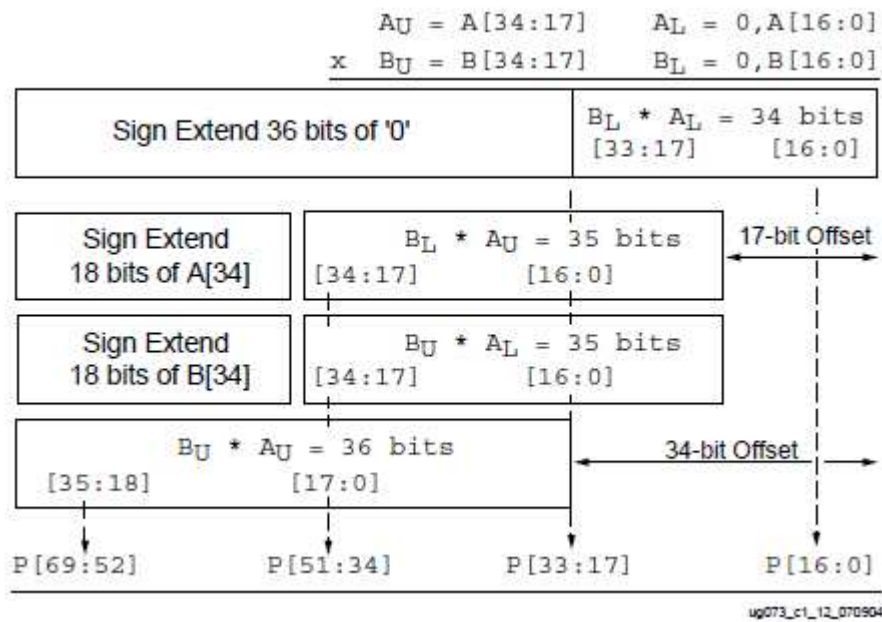 AU = A[34:17] AL = 0,A[16:0]
x BU = B[34:17] BL = 0,B[16:0]
Sign Extend 36 bits of '0'
BL * AL = 34 bits
[33:17] [16:0]
Sign Extend
18 bits of A[34]
BL * AU = 35 bits
[34:17] [16:0]
17-bit Offset
Sign Extend
18 bits of B[34]
BU * AL = 35 bits
[34:17] [16:0]
BU * AU = 36 bits
[35:18] [17:0]
34-bit Offset
P[69:52] P[51:34] P[33:17] P[16:0]
ug073_c1_12_070904